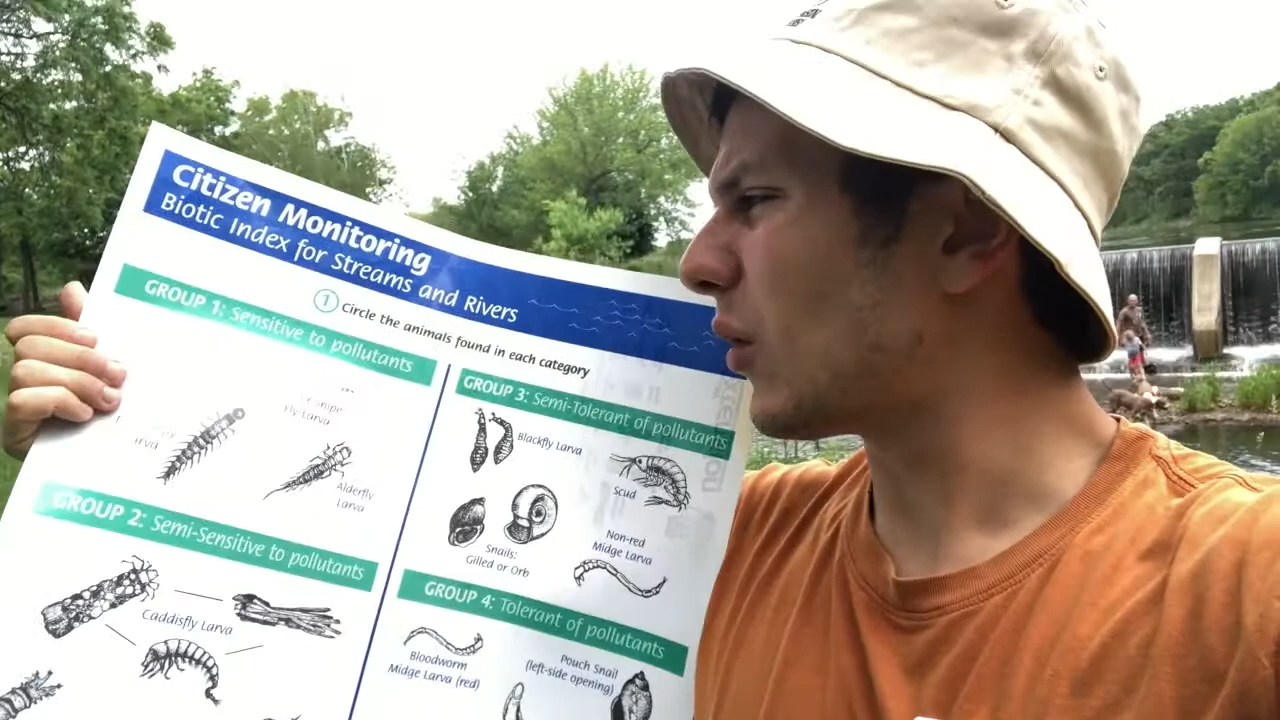 Citizen Monitoring
Biotic Index for Streams and Rivers
1 Circle the animals found in each category
GROUP 1: Sensitive to pollutants
Snipe
Fly-Larva
Alderfly
Larva
GROUP 2: Semi-Sensitive to pollutants
Caddisfly Larva
GROUP 3: Semi-Tolerant of pollutants
Blackfly Larva
Scud
Snails:
Gilled or Orb
Non-red
Midge Larva
GROUP 4: Tolerant of pollutants
Bloodworm
Midge Larva (red)
Pouch Snail
(left-side opening)